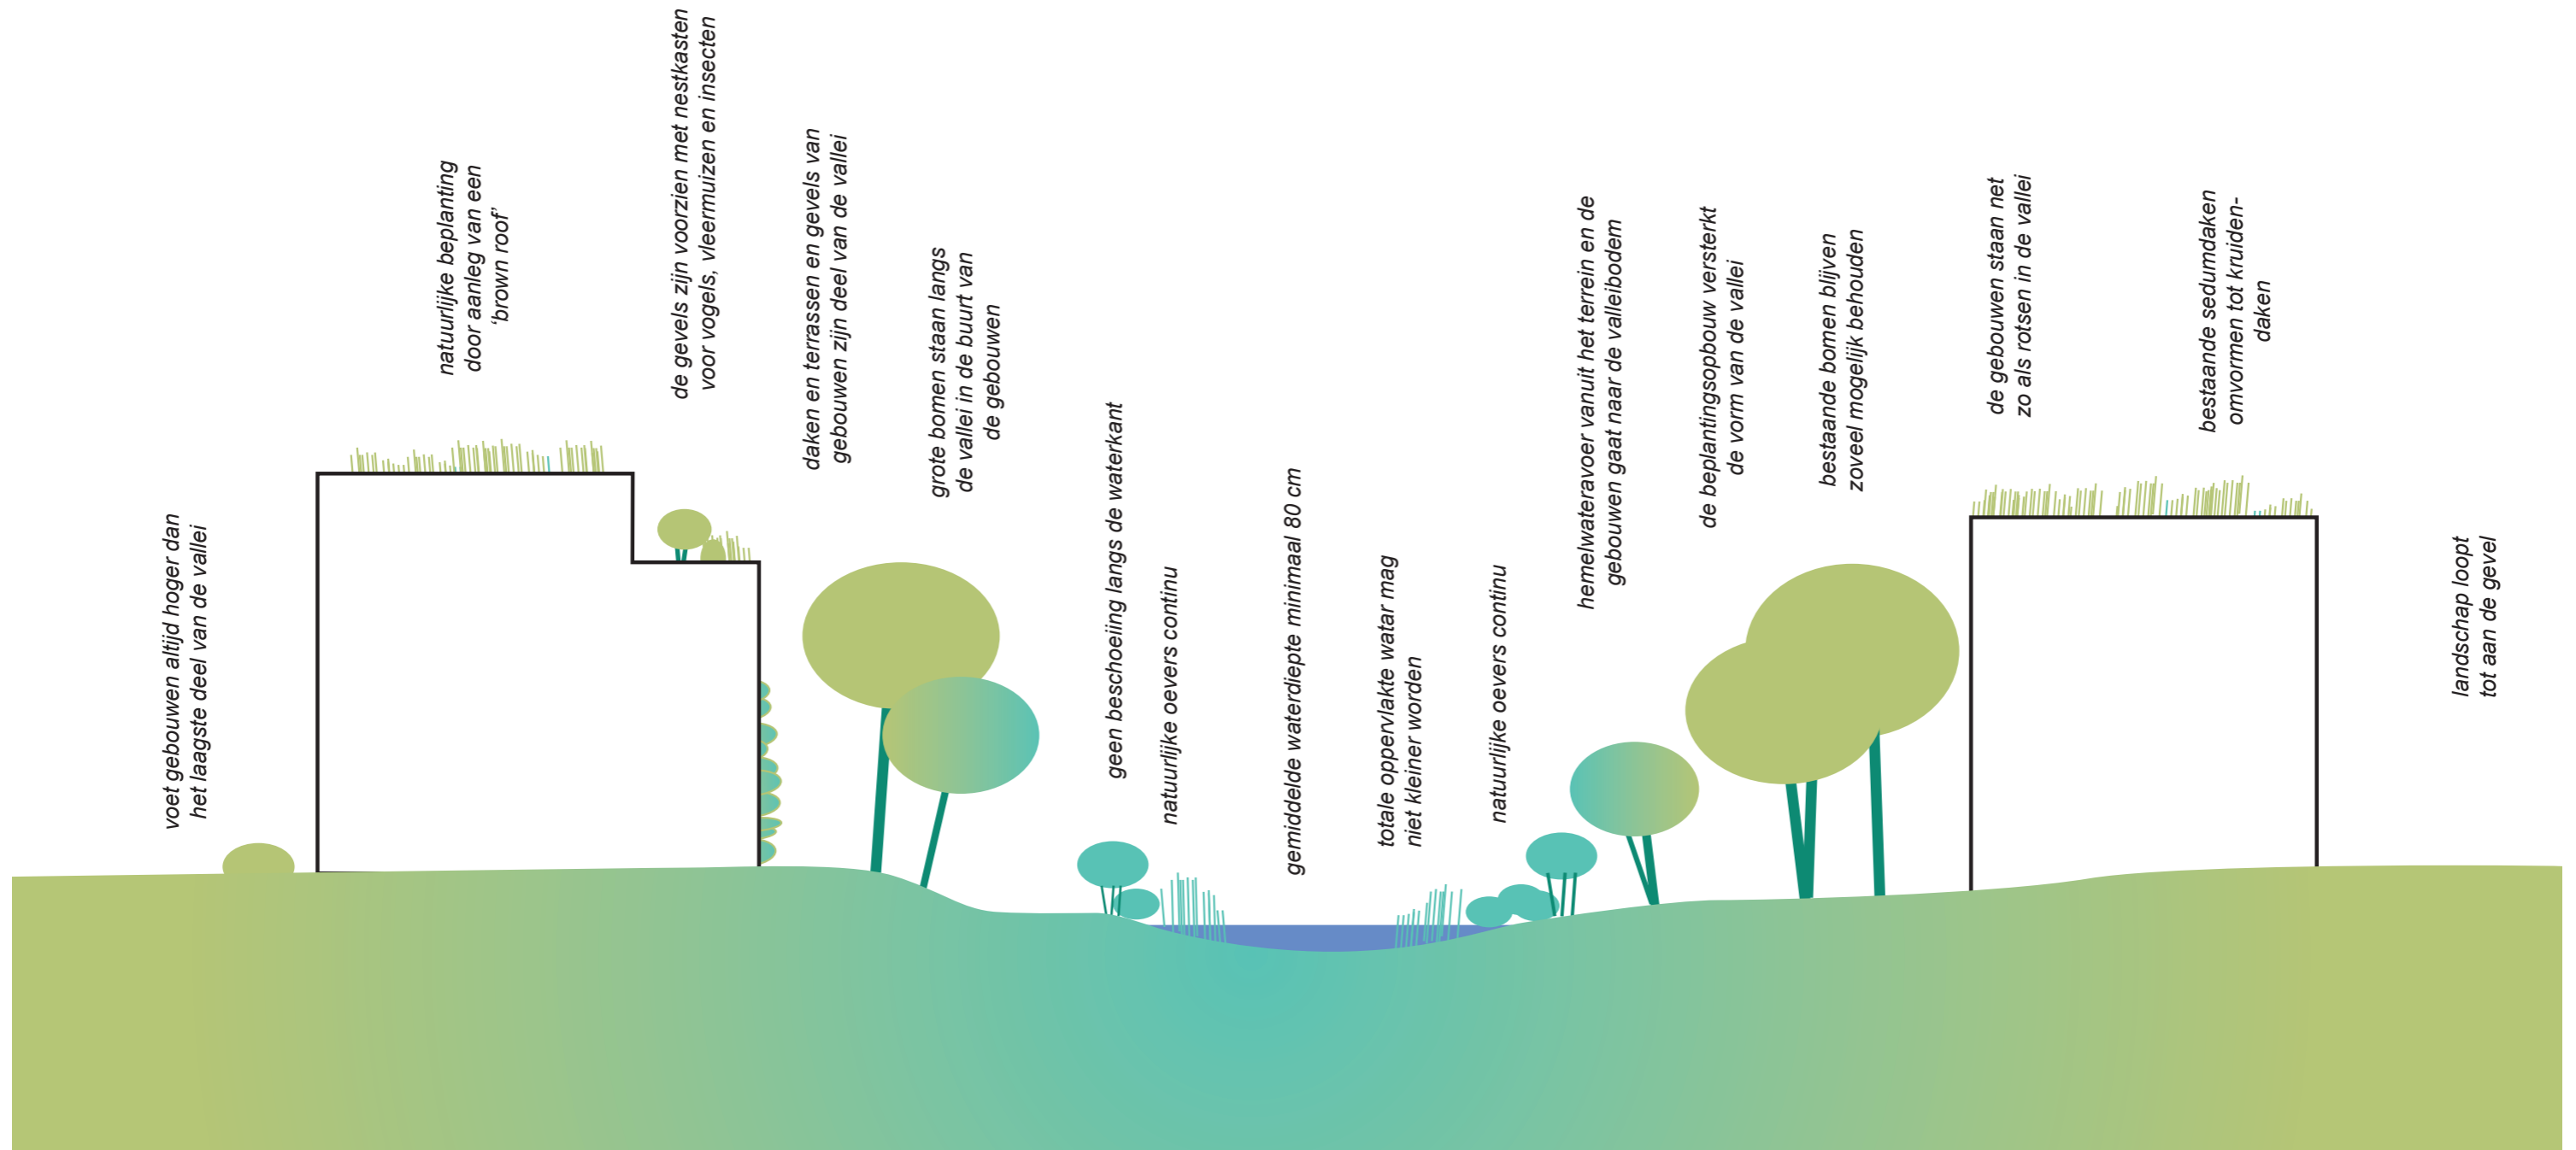 voet gebouwen altijd hoger dan
het laagste deel van de vallei
natuurlijke beplanting
door aanleg van een
‘brown roof’
de gevels zijn voorzien met nestkasten
voor vogels, vleermuizen en insecten
daken en terrassen en gevels van
gebouwen zijn deel van de vallei
grote bomen staan langs
de vallei in de buurt van
de gebouwen
geen beschoeiing langs de waterkant
natuurlijke oevers continu
gemiddelde waterdiepte minimaal 80 cm
totale oppervlakte watar mag
niet kleiner worden
natuurlijke oevers continu
hemelwateravoer vanuit het terrein en de
gebouwen gaat naar de valleibodem
de beplantingsopbouw versterkt
de vorm van de vallei
bestaande bomen blijven
zoveel mogelijk behouden
de gebouwen staan net
zo als rotsen in de vallei
bestaande sedumdaken
omvormen tot kruiden-
daken
landschap loopt
tot aan de gevel